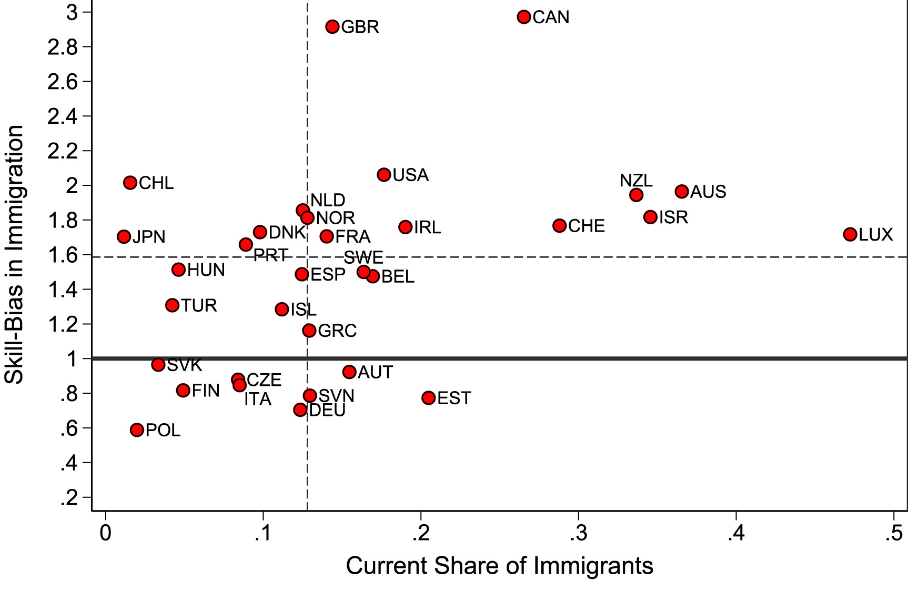 3
CAN
GBR
2.8
2.6
2.4
2.2
USA
CHL
2
NZL
AUS
NLD
NOR
ISR
1.8
IRL
CHE
DNK
FRA
JPN
LUX
PRT
1.6
SWE
HUN
ESP
BEL
1.4
TUR
ISL
1.2
GRC
1
SVK
AUT
CZE
FIN
ITA
SVN
EST
.8
DEU
.6
POL
.4
.2
Skill-Bias in Immigration
0 .1 .2 .3 .4 .5
Current Share of Immigrants